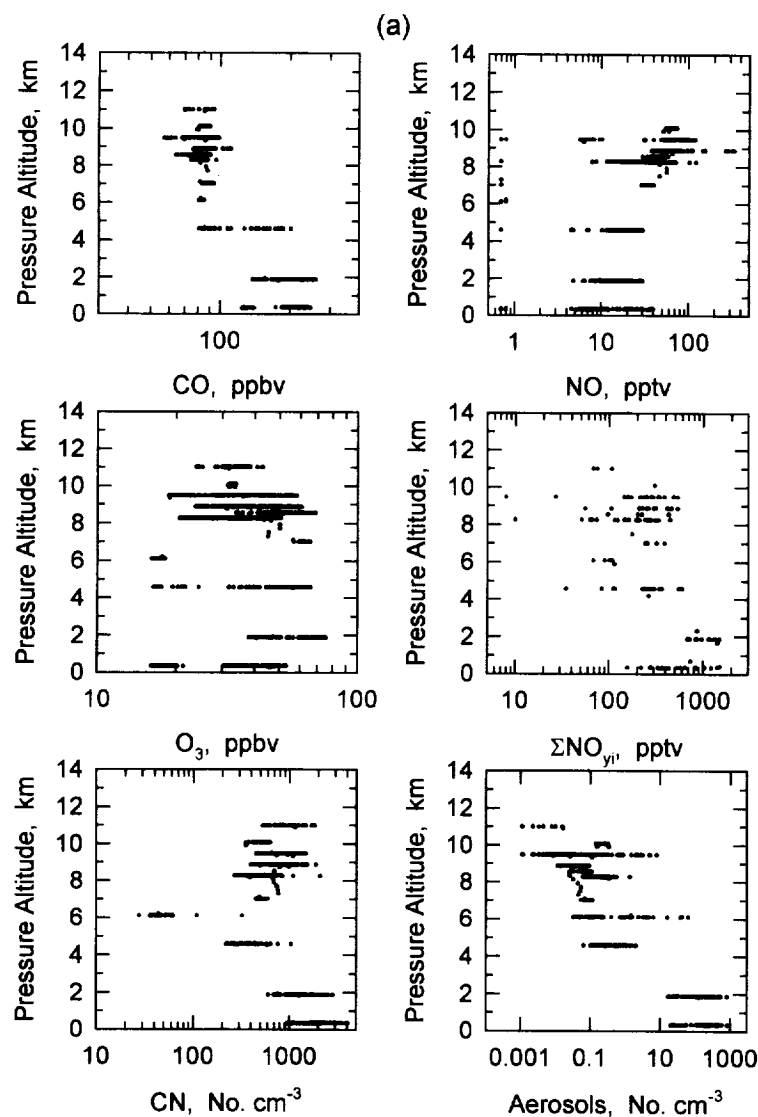 (a)
Pressure Altitude, km
14
12
10
8
6
4
2
0
100
CO, ppbv
Pressure Altitude, km
14
12
10
8
6
4
2
0
1 10 100
NO, pptv
Pressure Altitude, km
14
12
10
8
6
4
2
0
10 100
O₃, ppbv
Pressure Altitude, km
14
12
10
8
6
4
2
0
10 100 1000
ΣNOyi, pptv
Pressure Altitude, km
14
12
10
8
6
4
2
0
10 100 1000
CN, No. cm⁻³
Pressure Altitude, km
14
12
10
8
6
4
2
0
0.001 0.1 10 1000
Aerosols, No. cm⁻³